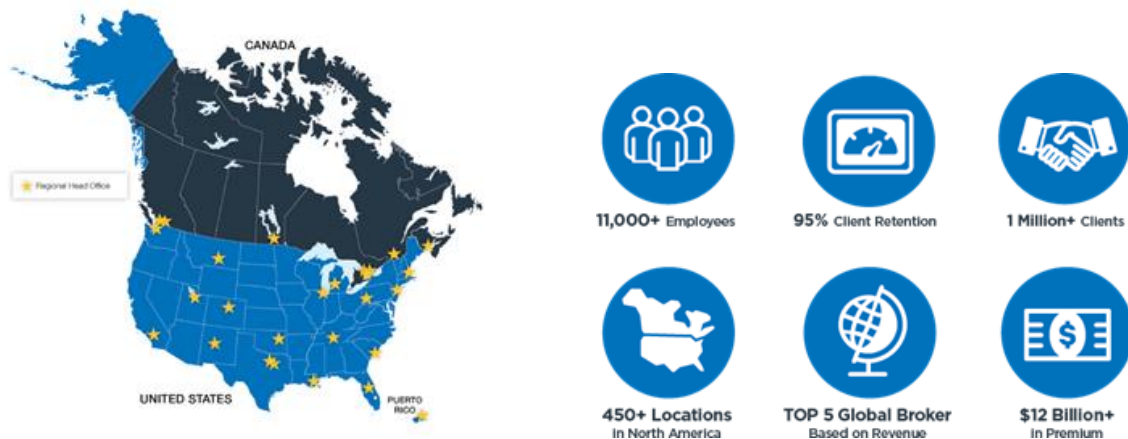 CANADA
Regional Head Office
UNITED STATES
PUERTO
RICO
11,000+ Employees
95% Client Retention
1 Million+ Clients
450+ Locations
in North America
TOP 5 Global Broker
Based on Revenue
$
$12 Billion+
in Premium